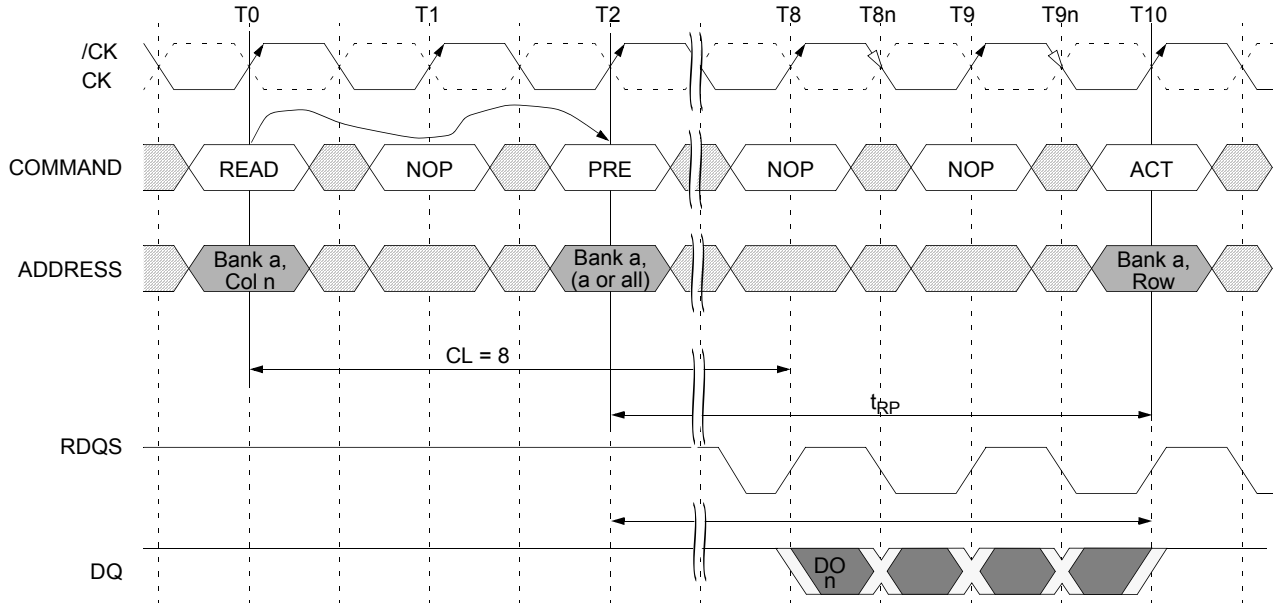 T0 T1 T2 T8 T8n T9 T9n T10
/CK
CK
COMMAND READ NOP PRE NOP NOP ACT
ADDRESS
Bank a,
Col n
Bank a,
(a or all)
Bank a,
Row
CL = 8
tRP
RDQS
DQ
DO
n